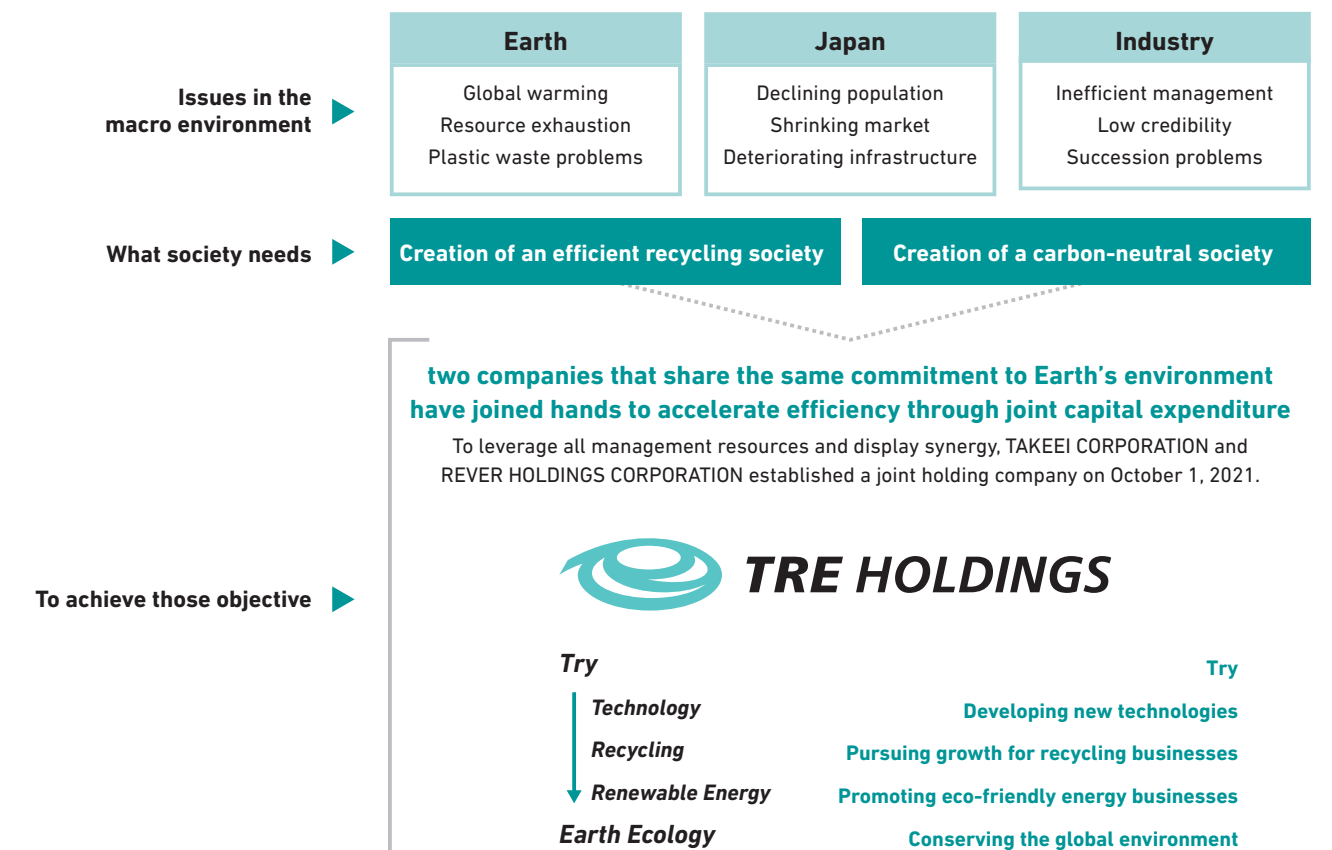 Issues in the
macro environment
Earth
Global warming
Resource exhaustion
Plastic waste problems
Japan
Declining population
Shrinking market
Deteriorating infrastructure
Industry
Inefficient management
Low credibility
Succession problems
What society needs
Creation of an efficient recycling society
Creation of a carbon-neutral society
To achieve those objective
two companies that share the same commitment to Earth's environment
have joined hands to accelerate efficiency through joint capital expenditure
To leverage all management resources and display synergy, TAKEEI CORPORATION and
REVER HOLDINGS CORPORATION established a joint holding company on October 1, 2021.
TRE HOLDINGS
Try
Try
Technology
Developing new technologies
Recycling
Pursuing growth for recycling businesses
Renewable Energy
Promoting eco-friendly energy businesses
Earth Ecology
Conserving the global environment